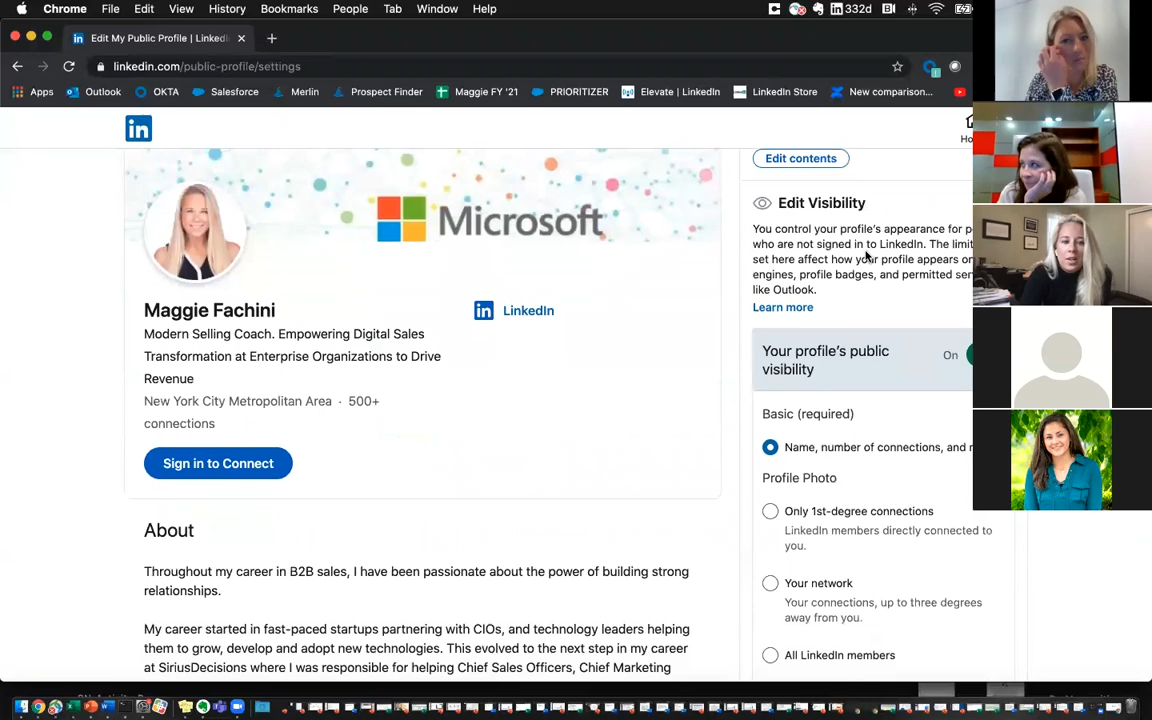 Chrome File Edit View History Bookmarks People Tab Window Help
332d
Edit My Public Profile | Linked
linkedin.com/public-profile/settings
Apps Outlook OKTA Salesforce Merlin Prospect Finder Maggie FY '21 PRIORITIZER Elevate | LinkedIn LinkedIn Store New comparison...
in
Ho
Microsoft
Maggie Fachini
LinkedIn
Modern Selling Coach. Empowering Digital Sales
Transformation at Enterprise Organizations to Drive
Revenue
New York City Metropolitan Area · 500+
connections
Sign in to Connect
About
Throughout my career in B2B sales, I have been passionate about the power of building strong
relationships.
My career started in fast-paced startups partnering with CIOs, and technology leaders helping
them to grow, develop and adopt new technologies. This evolved to the next step in my career
at SiriusDecisions where I was responsible for helping Chief Sales Officers, Chief Marketing
Edit contents
Edit Visibility
You control your profile's appearance for p
who are not signed in to LinkedIn. The limit
set here affect how your profile appears on
engines, profile badges, and permitted ser
like Outlook.
Learn more
Your profile's public
visibility
On
Basic (required)
Name, number of connections, and r
Profile Photo
Only 1st-degree connections
LinkedIn members directly connected to
you.
Your network
Your connections, up to three degrees
away from you.
All LinkedIn members